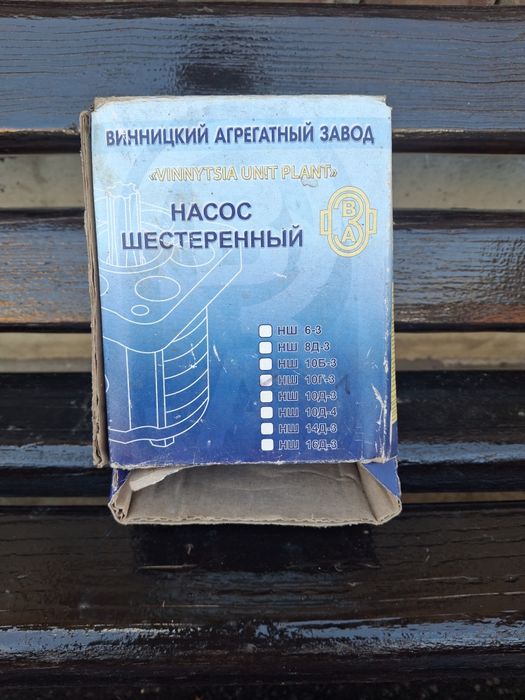 ВИННИЦКИЙ АГРЕГАТНЫЙ ЗАВОД
«VINNYTSIA UNIT PLANT»
НАСОС
ШЕСТЕРЕННЫЙ
В
З
А
НШ 6-3
НШ 8Д-3
НШ 10Б-3
НШ 10Г-3
НШ 10Д-3
НШ 10Д-4
НШ 14Д-3
НШ 16Д-3